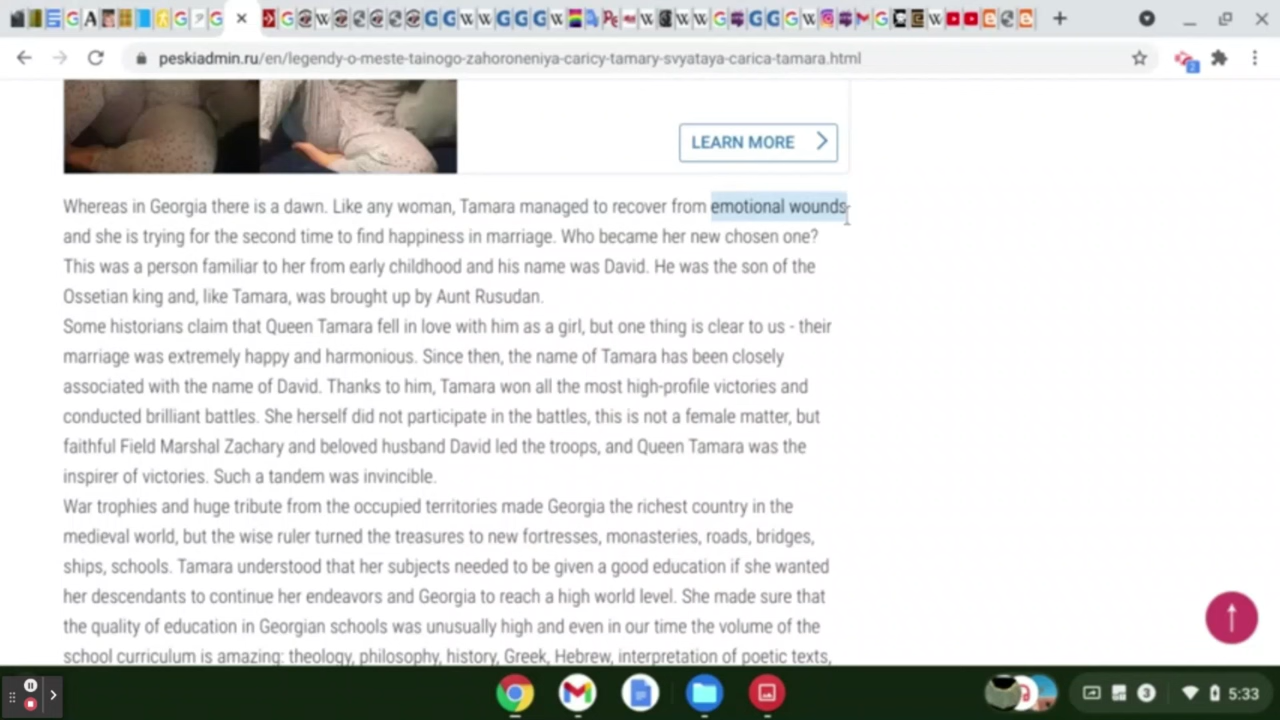 peskiadmin.ru/en/legendy-o-meste-tainogo-zahoroneniya-caricy-tamary-svyataya-carica-tamara.html
LEARN MORE
Whereas in Georgia there is a dawn. Like any woman, Tamara managed to recover from emotional wounds
and she is trying for the second time to find happiness in marriage. Who became her new chosen one?
This was a person familiar to her from early childhood and his name was David. He was the son of the
Ossetian king and, like Tamara, was brought up by Aunt Rusudan.
Some historians claim that Queen Tamara fell in love with him as a girl, but one thing is clear to us - their
marriage was extremely happy and harmonious. Since then, the name of Tamara has been closely
associated with the name of David. Thanks to him, Tamara won all the most high-profile victories and
conducted brilliant battles. She herself did not participate in the battles, this is not a female matter, but
faithful Field Marshal Zachary and beloved husband David led the troops, and Queen Tamara was the
inspirer of victories. Such a tandem was invincible.
War trophies and huge tribute from the occupied territories made Georgia the richest country in the
medieval world, but the wise ruler turned the treasures to new fortresses, monasteries, roads, bridges,
ships, schools. Tamara understood that her subjects needed to be given a good education if she wanted
her descendants to continue her endeavors and Georgia to reach a high world level. She made sure that
the quality of education in Georgian schools was unusually high and even in our time the volume of the
school curriculum is amazing: theology, philosophy, history, Greek, Hebrew, interpretation of poetic texts,
3
5:33